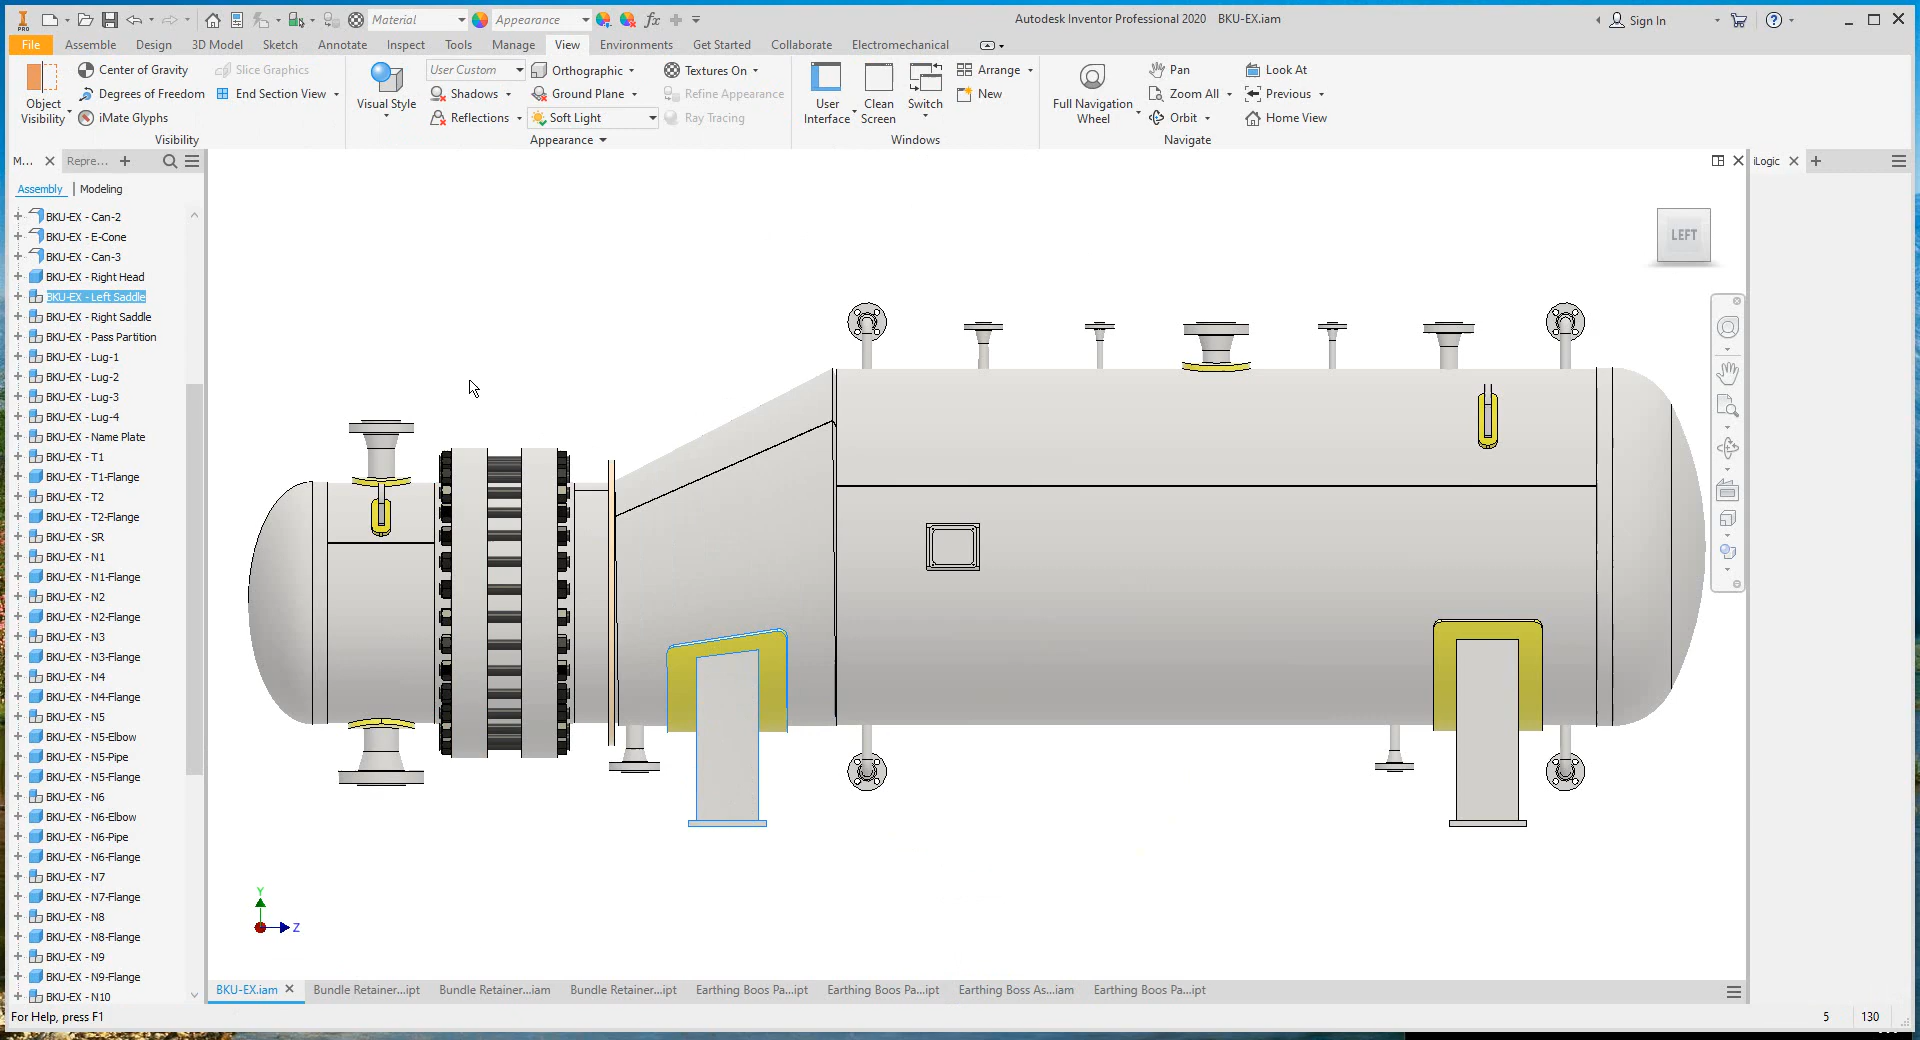 PRO
Material
Appearance
fx
Autodesk Inventor Professional 2020 BKU-EX.iam
Sign In
File Assemble Design 3D Model Sketch Annotate Inspect Tools Manage View Environments Get Started Collaborate Electromechanical
Object Visibility
Center of Gravity
Degrees of Freedom
iMate Glyphs
Slice Graphics
End Section View
Visibility
Visual Style
User Custom
Shadows
Reflections
Orthographic
Ground Plane
Soft Light
Textures On
Refine Appearance
Ray Tracing
Appearance
User Interface
Clean Screen
Switch
Arrange
New
Windows
Full Navigation Wheel
Pan
Zoom All
Orbit
Look At
Previous
Home View
Navigate
M...
Repre...
iLogic
Assembly | Modeling
BKU-EX - Can-2
BKU-EX - E-Cone
BKU-EX - Can-3
BKU-EX - Right Head
BKU-EX - Left Saddle
BKU-EX - Right Saddle
BKU-EX - Pass Partition
BKU-EX - Lug-1
BKU-EX - Lug-2
BKU-EX - Lug-3
BKU-EX - Lug-4
BKU-EX - Name Plate
BKU-EX - T1
BKU-EX - T1-Flange
BKU-EX - T2
BKU-EX - T2-Flange
BKU-EX - SR
BKU-EX - N1
BKU-EX - N1-Flange
BKU-EX - N2
BKU-EX - N2-Flange
BKU-EX - N3
BKU-EX - N3-Flange
BKU-EX - N4
BKU-EX - N4-Flange
BKU-EX - N5
BKU-EX - N5-Elbow
BKU-EX - N5-Pipe
BKU-EX - N5-Flange
BKU-EX - N6
BKU-EX - N6-Elbow
BKU-EX - N6-Pipe
BKU-EX - N6-Flange
BKU-EX - N7
BKU-EX - N7-Flange
BKU-EX - N8
BKU-EX - N8-Flange
BKU-EX - N9
BKU-EX - N9-Flange
BKU-EX - N10
LEFT
Y
Z
BKU-EX.iam Bundle Retainer...ipt Bundle Retainer...iam Bundle Retainer...ipt Earthing Boos Pa...ipt Earthing Boos Pa...ipt Earthing Boss As...iam Earthing Boos Pa...ipt
For Help, press F1
5 130